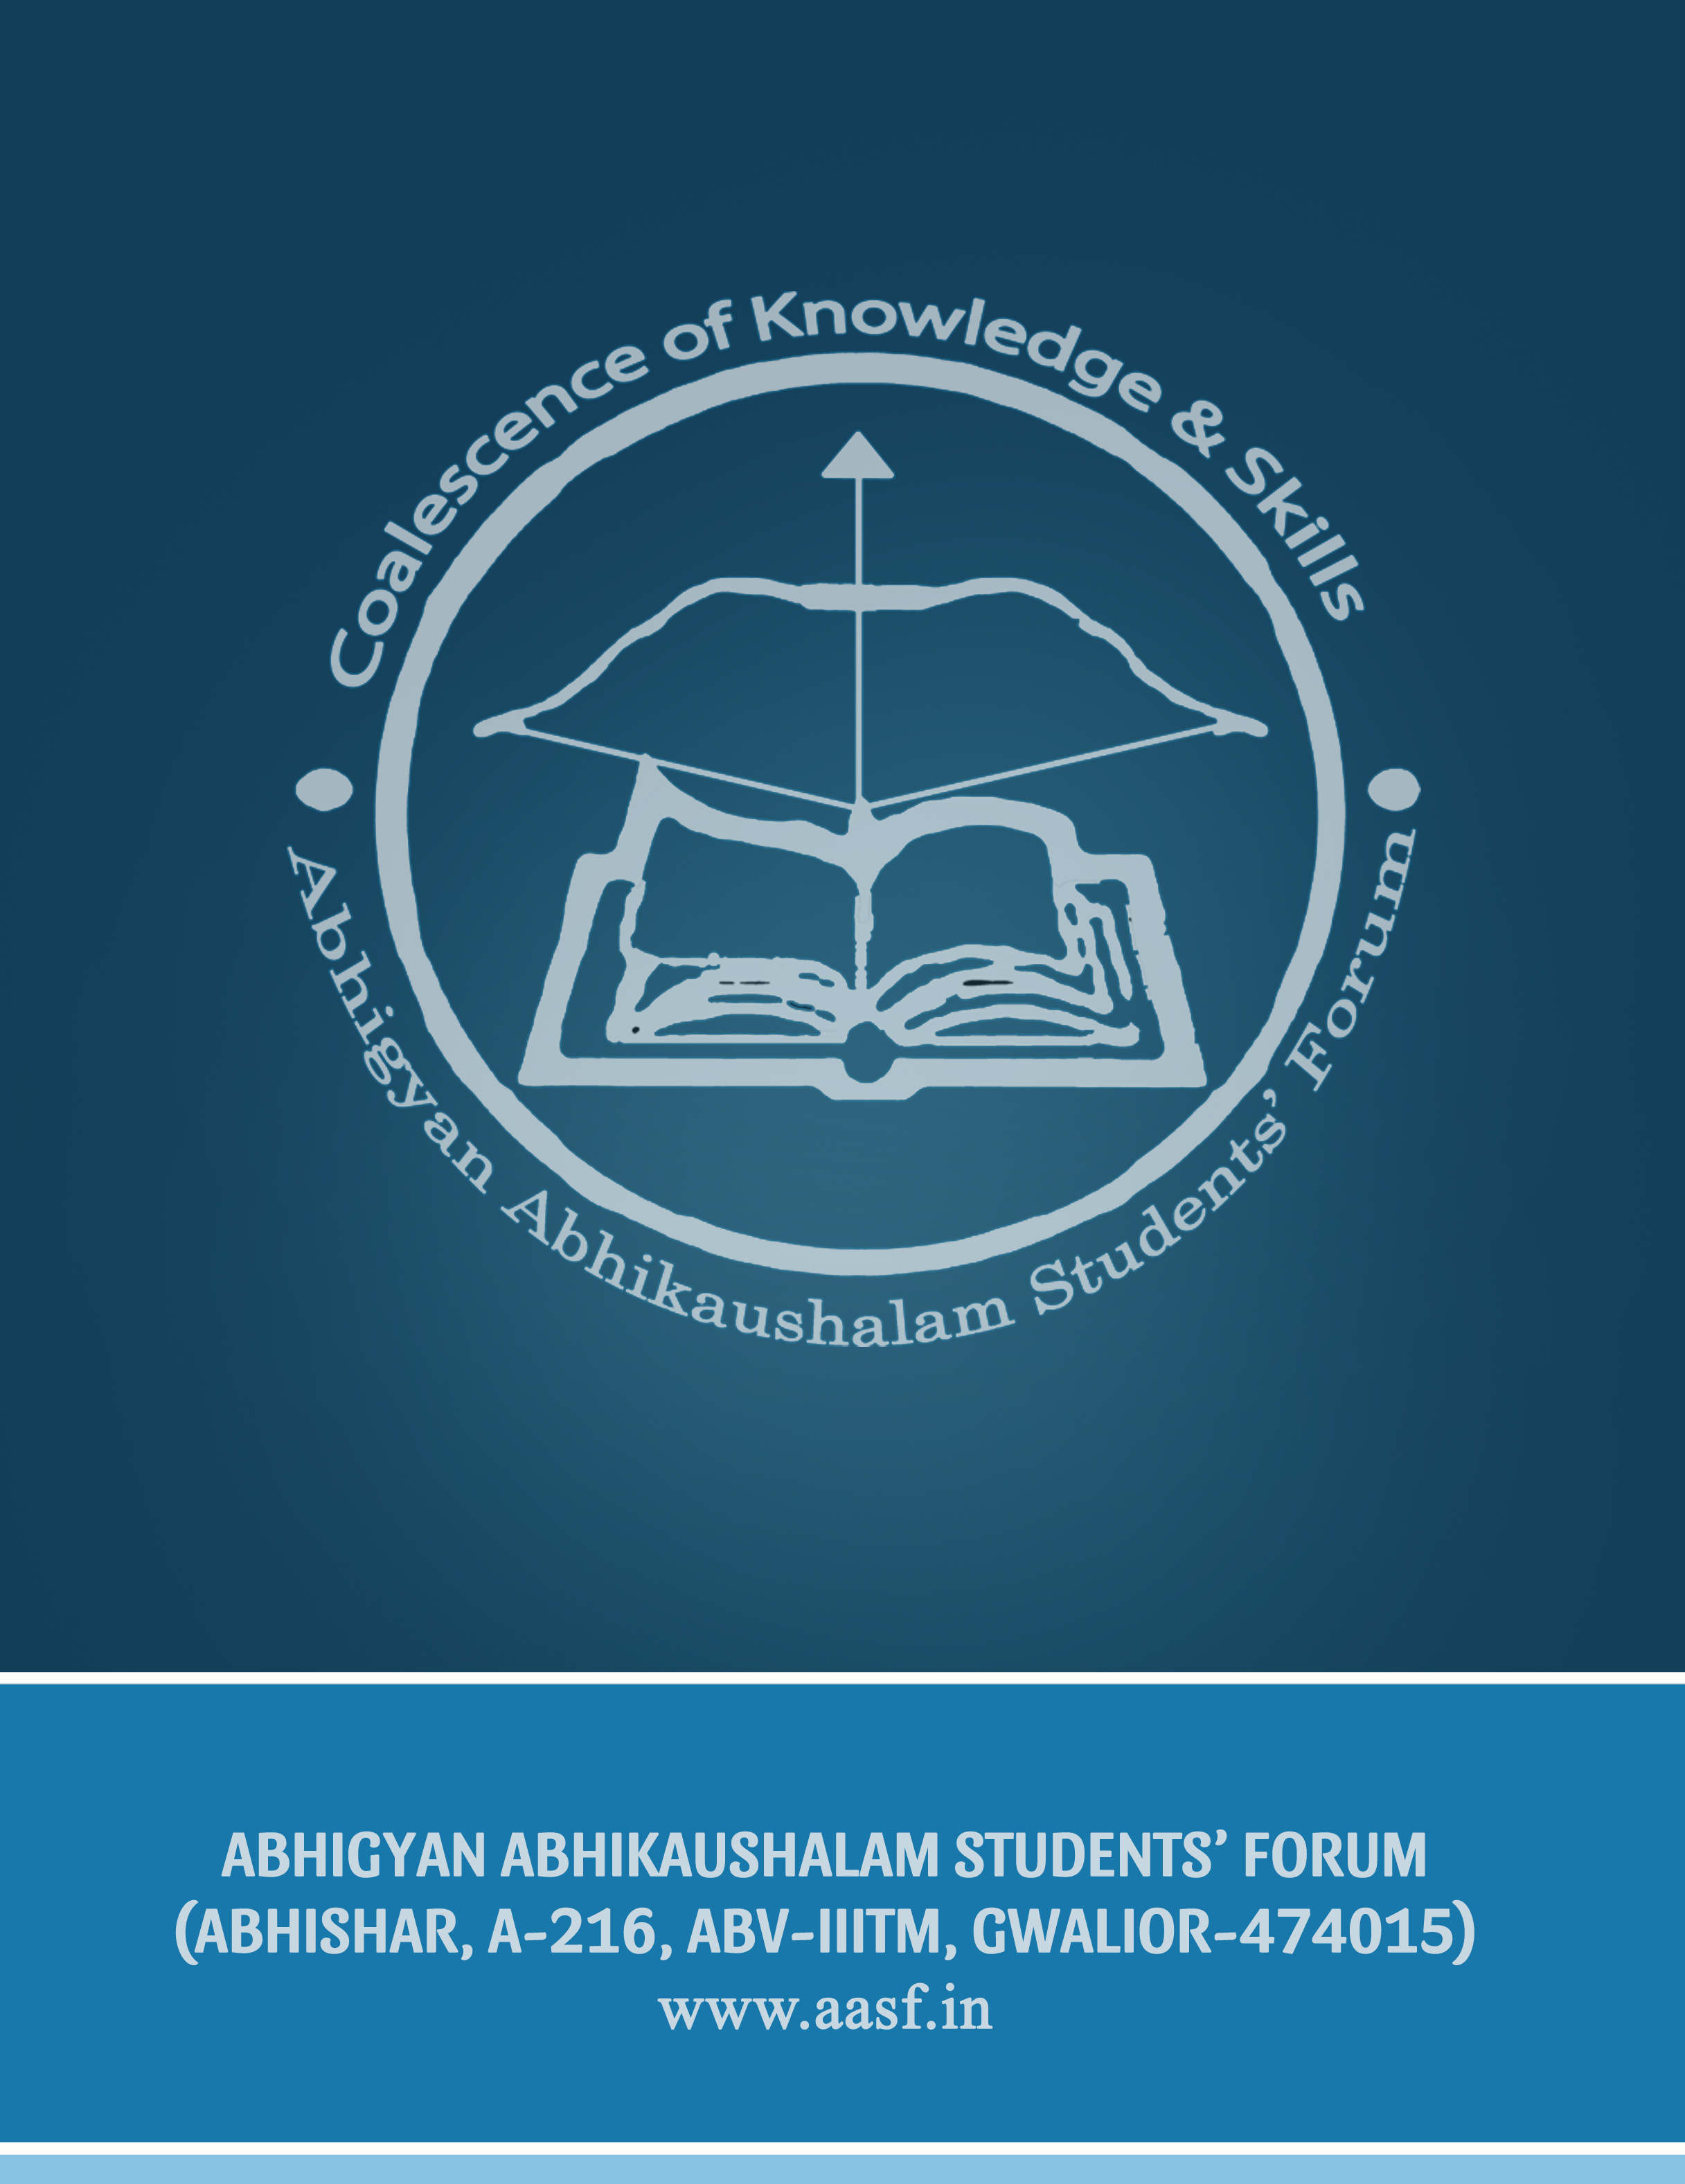 Coalescence of Knowledge & Skills
Abhigyan Abhikaushalam Students’ Forum
ABHIGYAN ABHIKAUSHALAM STUDENTS’ FORUM
(ABHISHAR, A-216, ABV-IIITM, GWALIOR-474015)
www.aasf.in